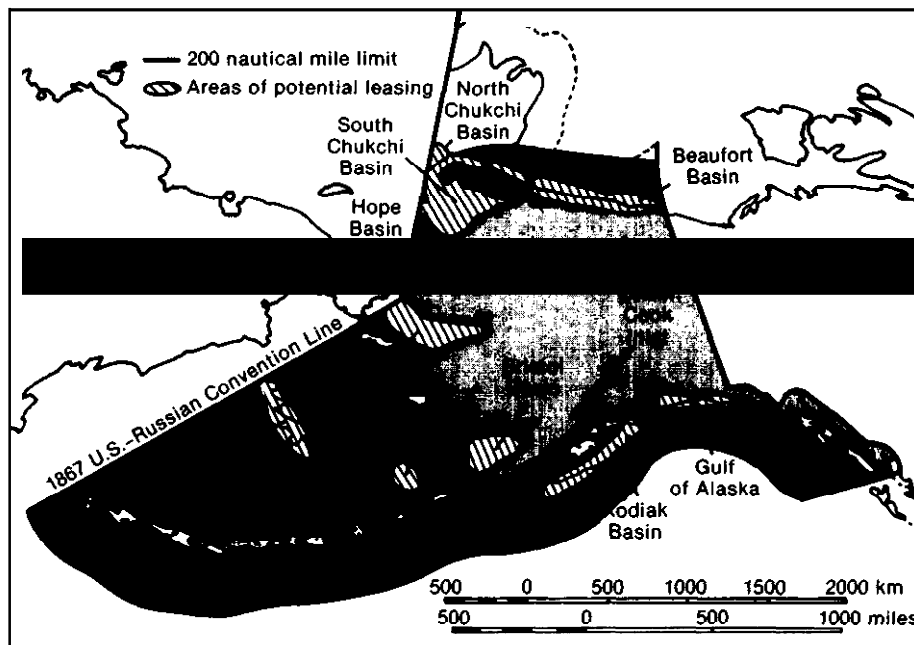 200 nautical mile limit
Areas of potential leasing
North
Chukchi
Basin
South
Chukchi
Basin
Beaufort
Basin
Hope
Basin
Cook
Inlet
1867 U.S.-Russian Convention Line
Gulf
of Alaska
Kodiak
Basin
500 0 500 1000 1500 2000 km
500 0 500 1000 miles